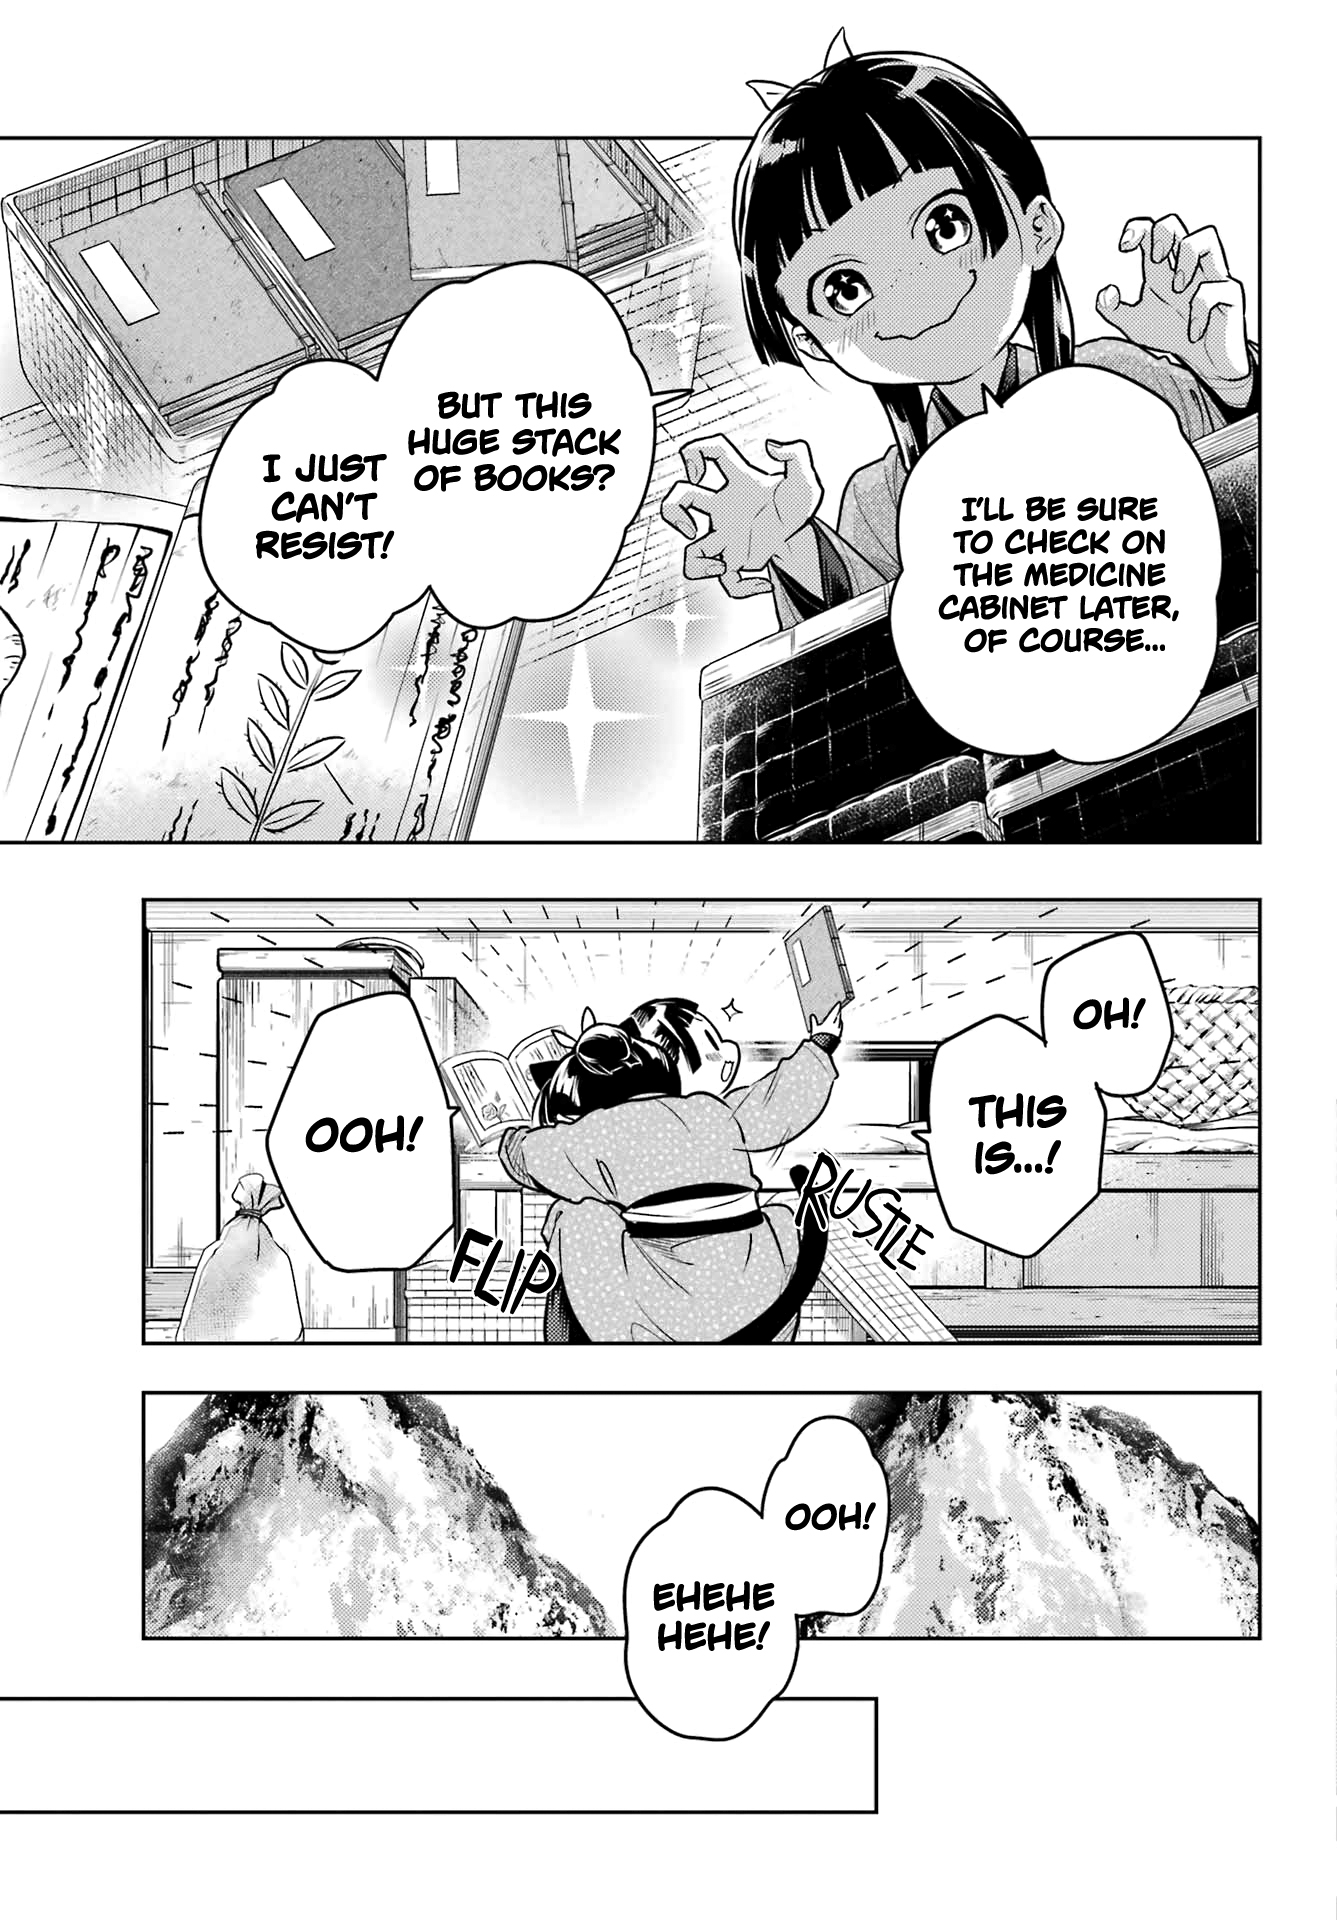 I'LL BE SURE
TO CHECK ON
THE MEDICINE
CABINET LATER,
OF COURSE...
BUT THIS
HUGE STACK
OF BOOKS?
I JUST
CAN'T
RESIST!
OH!
THIS
IS...!
RUSTLE
FLIP
OOH!
OOH!
EHEHE
HEHE!